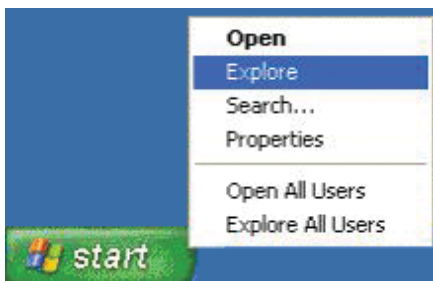 Open
Explore
Search...
Properties
Open All Users
Explore All Users
start